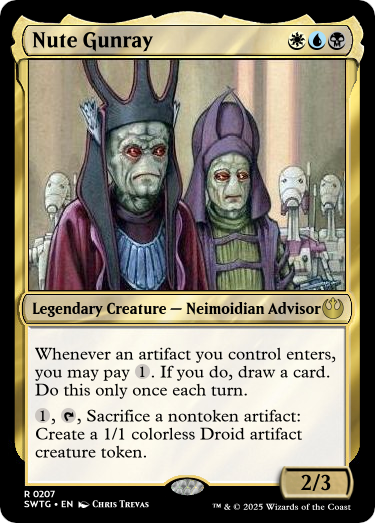 Nute Gunray
Legendary Creature — Neimoidian Advisor
Whenever an artifact you control enters,
you may pay 1. If you do, draw a card.
Do this only once each turn.
1, , Sacrifice a nontoken artifact:
Create a 1/1 colorless Droid artifact
creature token.
2/3
R 0207
SWTG • EN Chris Trevas
™ & © 2025 Wizards of the Coast